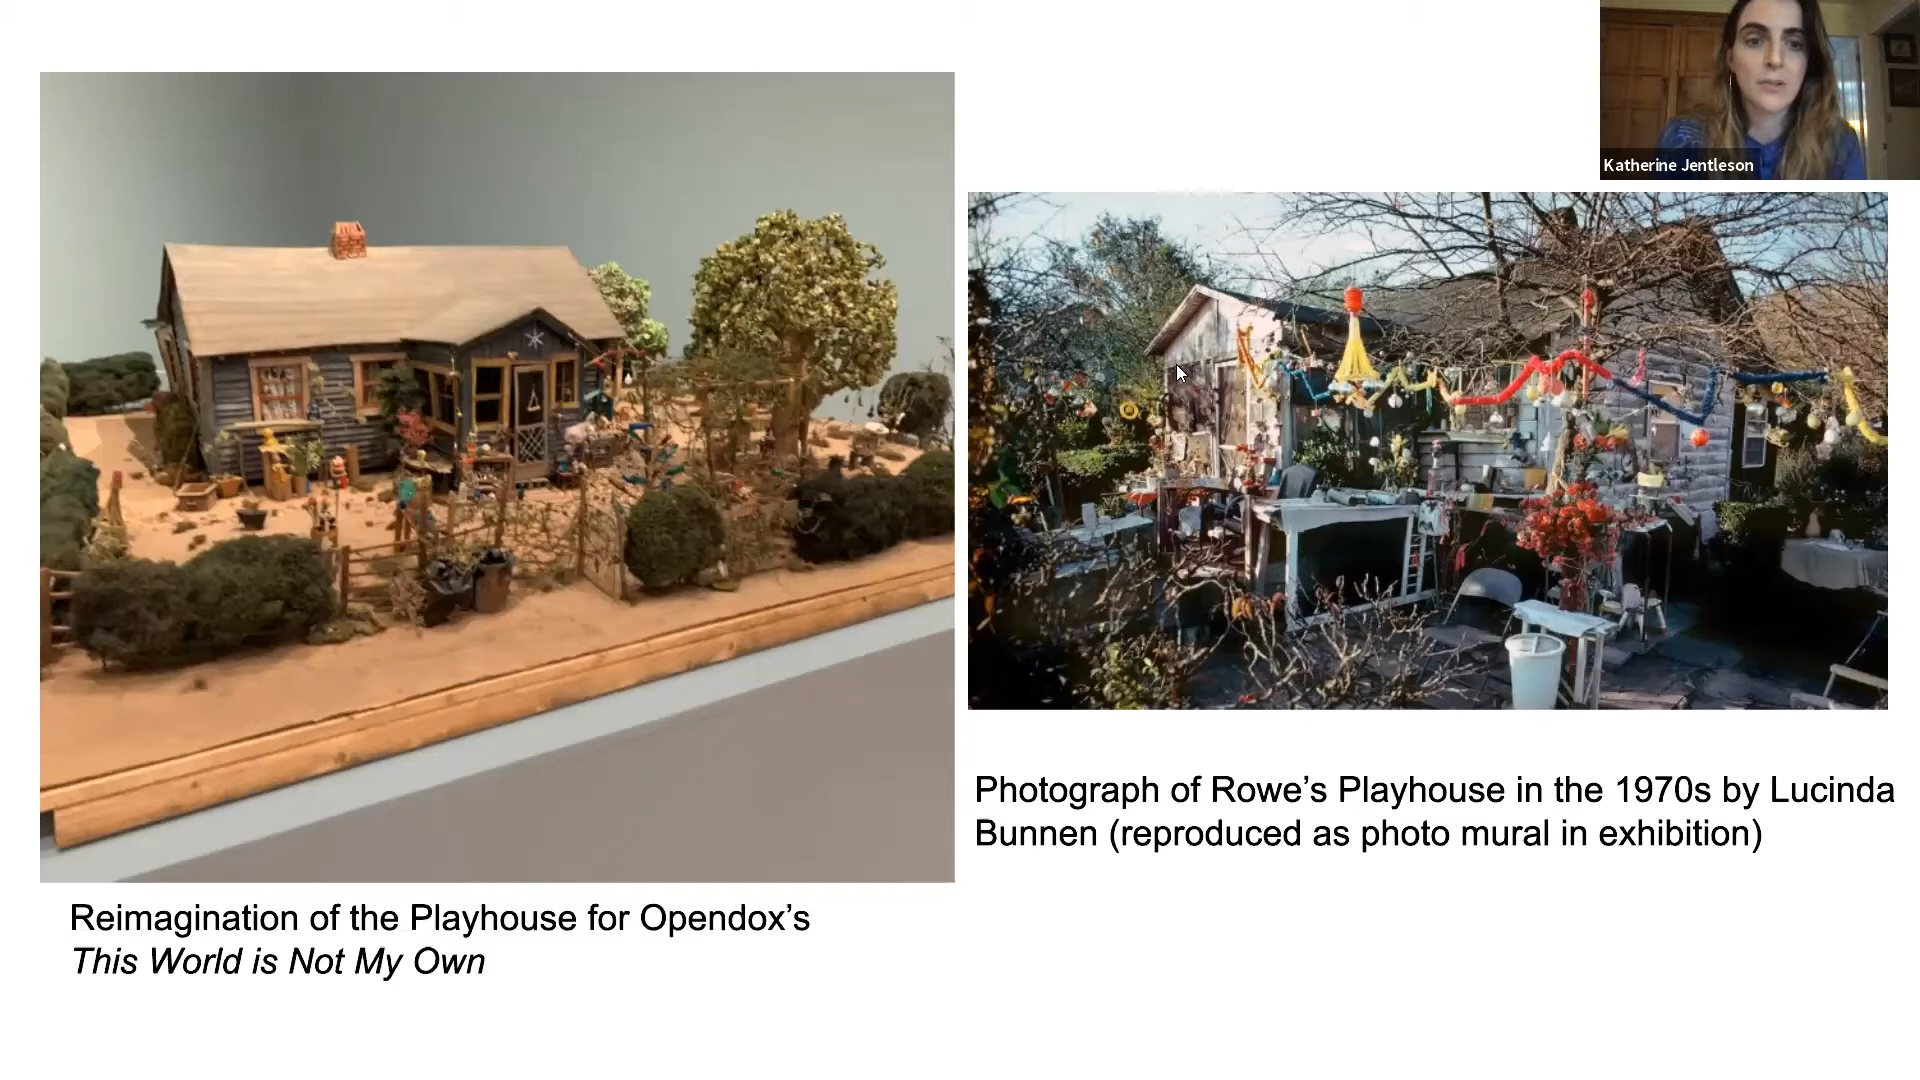 Katherine Jentleson
Photograph of Rowe’s Playhouse in the 1970s by Lucinda
Bunnen (reproduced as photo mural in exhibition)
Reimagination of the Playhouse for Opendox’s
This World is Not My Own